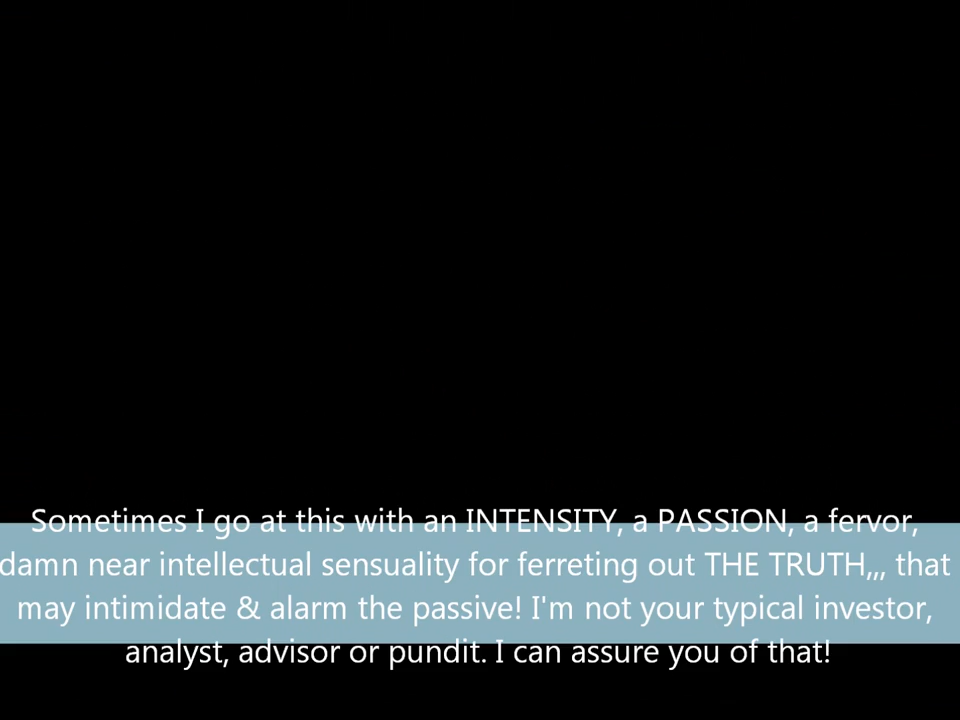 Sometimes I go at this with an INTENSITY, a PASSION, a fervor,
damn near intellectual sensuality for ferreting out THE TRUTH,,, that
may intimidate & alarm the passive! I'm not your typical investor,
analyst, advisor or pundit. I can assure you of that!